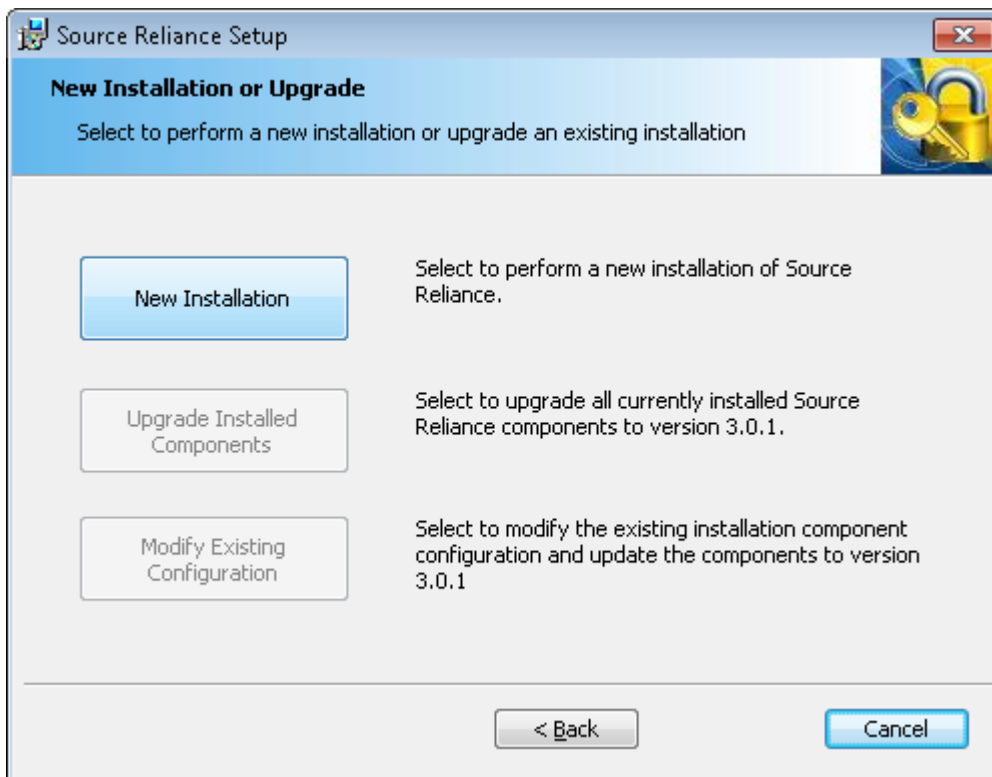 Source Reliance Setup
New Installation or Upgrade
Select to perform a new installation or upgrade an existing installation
New Installation
Select to perform a new installation of Source
Reliance.
Upgrade Installed
Components
Select to upgrade all currently installed Source
Reliance components to version 3.0.1.
Modify Existing
Configuration
Select to modify the existing installation component
configuration and update the components to version
3.0.1
< Back
Cancel